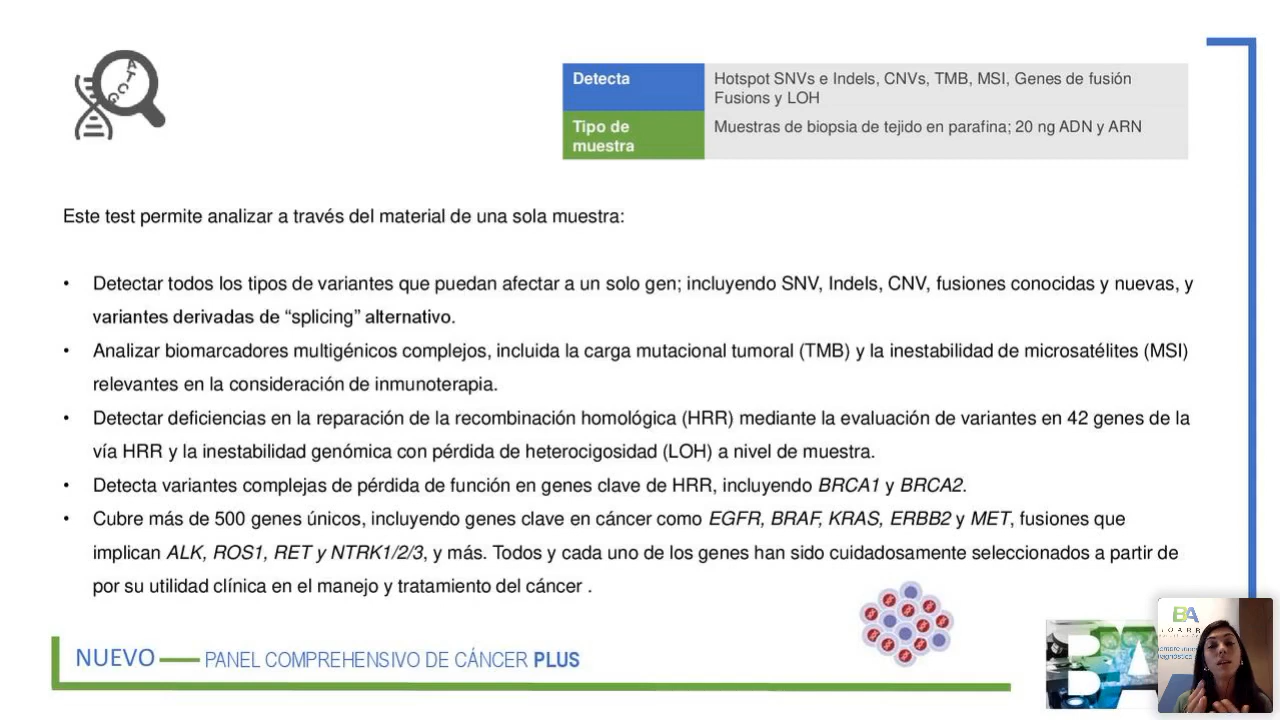 Detecta
Hotspot SNVs e Indels, CNVs, TMB, MSI, Genes de fusión
Fusions y LOH
Tipo de
muestra
Muestras de biopsia de tejido en parafina; 20 ng ADN y ARN
Este test permite analizar a través del material de una sola muestra:
• Detectar todos los tipos de variantes que puedan afectar a un solo gen; incluyendo SNV, Indels, CNV, fusiones conocidas y nuevas, y
variantes derivadas de “splicing” alternativo.
• Analizar biomarcadores multigénicos complejos, incluida la carga mutacional tumoral (TMB) y la inestabilidad de microsatélites (MSI)
relevantes en la consideración de inmunoterapia.
• Detectar deficiencias en la reparación de la recombinación homológica (HRR) mediante la evaluación de variantes en 42 genes de la
vía HRR y la inestabilidad genómica con pérdida de heterocigosidad (LOH) a nivel de muestra.
• Detecta variantes complejas de pérdida de función en genes clave de HRR, incluyendo BRCA1 y BRCA2.
• Cubre más de 500 genes únicos, incluyendo genes clave en cáncer como EGFR, BRAF, KRAS, ERBB2 y MET, fusiones que
implican ALK, ROS1, RET y NTRK1/2/3, y más. Todos y cada uno de los genes han sido cuidadosamente seleccionados a partir de
por su utilidad clínica en el manejo y tratamiento del cáncer .
NUEVO PANEL COMPREHENSIVO DE CÁNCER PLUS
BA